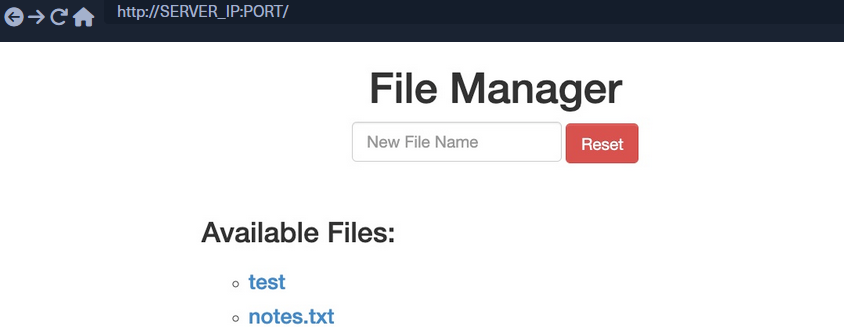 http://SERVER_IP:PORT/
File Manager
New File Name Reset
Available Files:
test
notes.txt